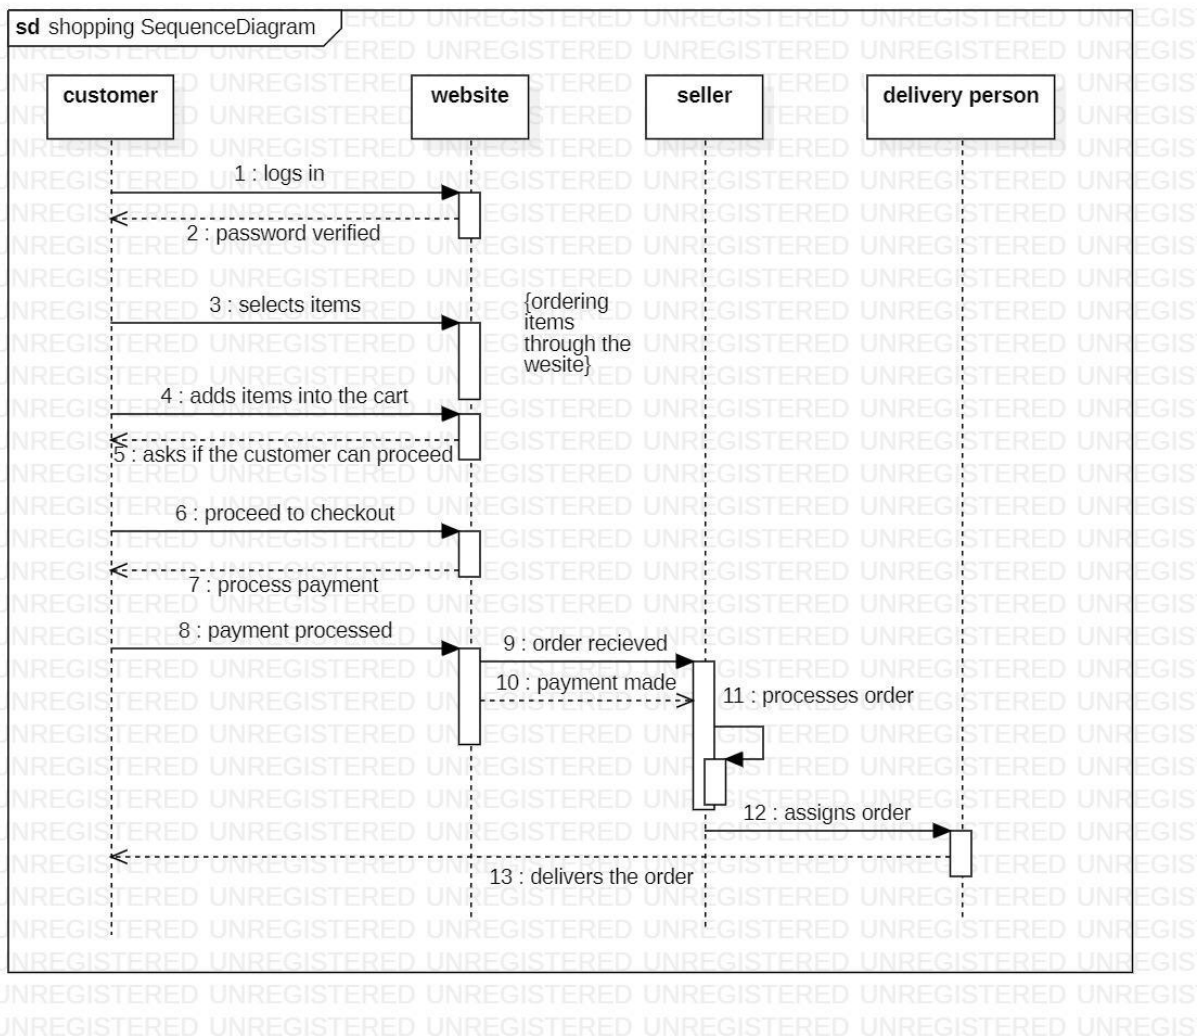 sd shopping SequenceDiagram
customer
website
seller
delivery person
1 : logs in
2 : password verified
3 : selects items
{ordering
items
through the
wesite}
4 : adds items into the cart
5 : asks if the customer can proceed
6 : proceed to checkout
7 : process payment
8 : payment processed
9 : order recieved
10 : payment made
11 : processes order
12 : assigns order
13 : delivers the order
UNREGISTERED